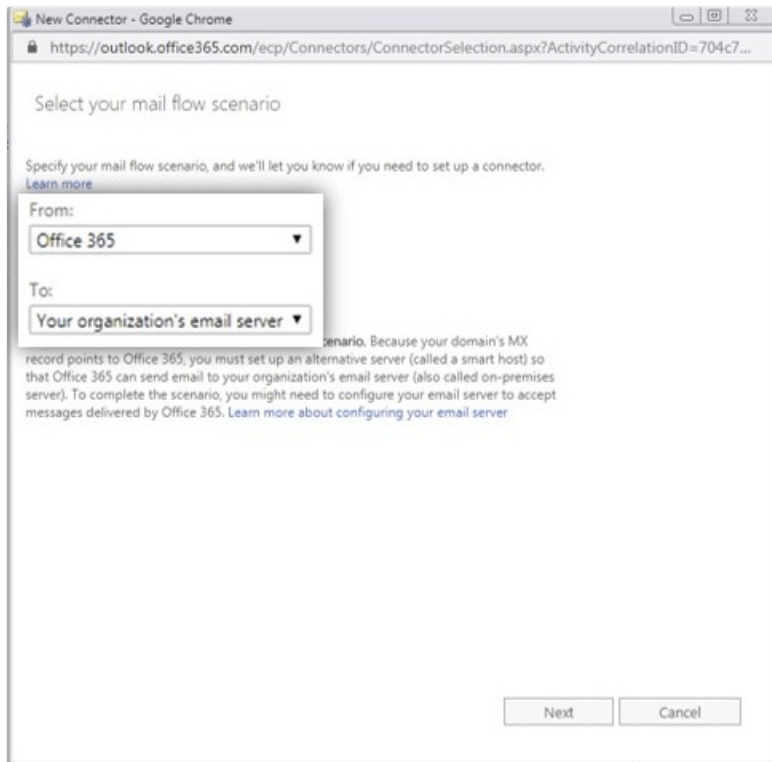 New Connector - Google Chrome
https://outlook.office365.com/ecp/Connectors/ConnectorSelection.aspx?ActivityCorrelationID=704c7...
Select your mail flow scenario
Specify your mail flow scenario, and we'll let you know if you need to set up a connector.
Learn more
From:
Office 365
To:
Your organization's email server
cenario. Because your domain's MX
record points to Office 365, you must set up an alternative server (called a smart host) so
that Office 365 can send email to your organization's email server (also called on-premises
server). To complete the scenario, you might need to configure your email server to accept
messages delivered by Office 365. Learn more about configuring your email server
Next Cancel